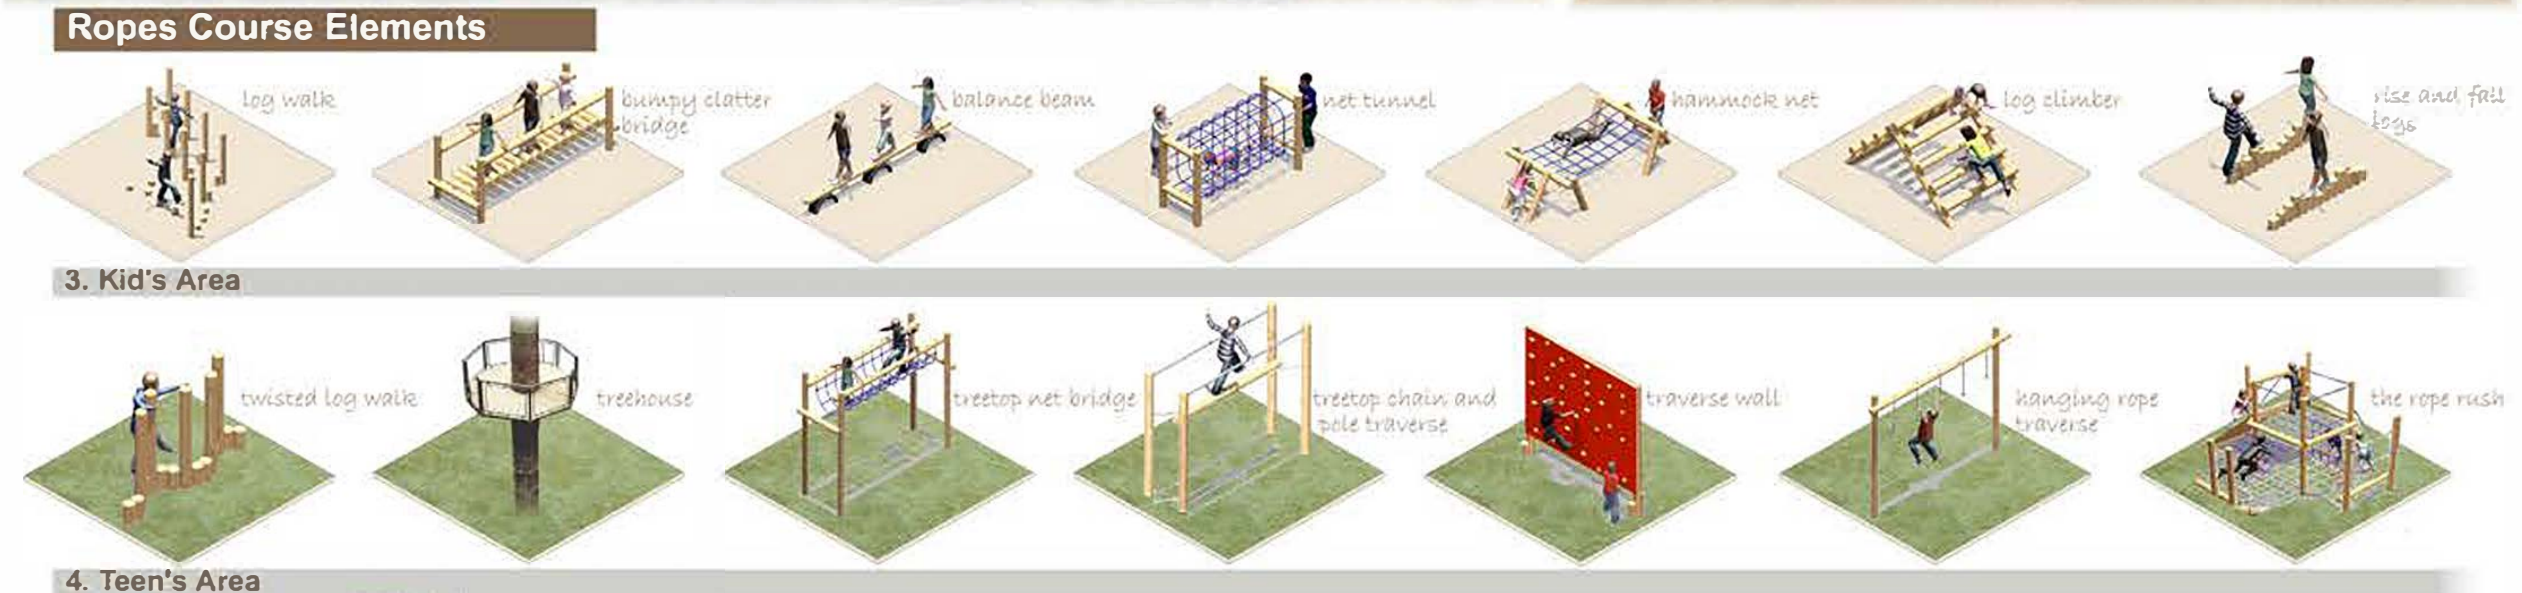 Ropes Course Elements
log walk
bumpy clatter
bridge
balance beam
net tunnel
hammock net
log climber
rise and fall
logs
3. Kid's Area
twisted log walk
treehouse
treetop net bridge
treetop chain and
pole traverse
traverse wall
hanging rope
traverse
the rope rush
4. Teen's Area